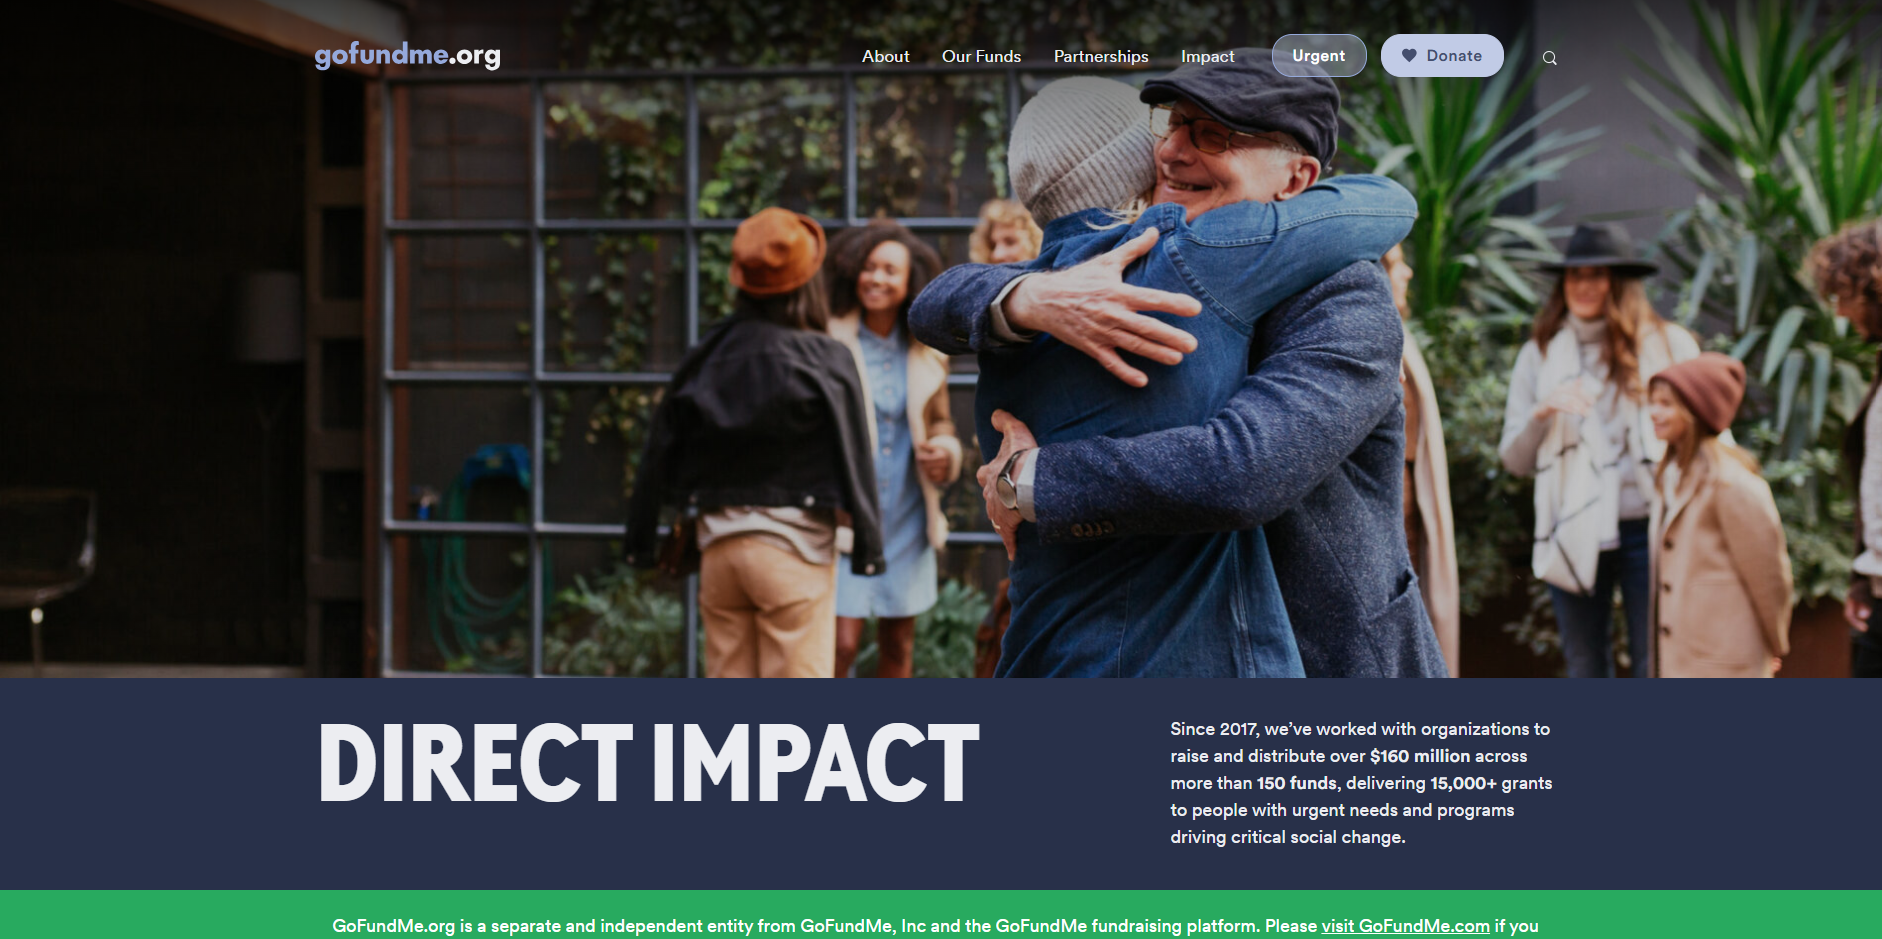 gofundme.org
About Our Funds Partnerships Impact Urgent Donate
DIRECT IMPACT
Since 2017, we’ve worked with organizations to
raise and distribute over $160 million across
more than 150 funds, delivering 15,000+ grants
to people with urgent needs and programs
driving critical social change.
GoFundMe.org is a separate and independent entity from GoFundMe, Inc and the GoFundMe fundraising platform. Please visit GoFundMe.com if you